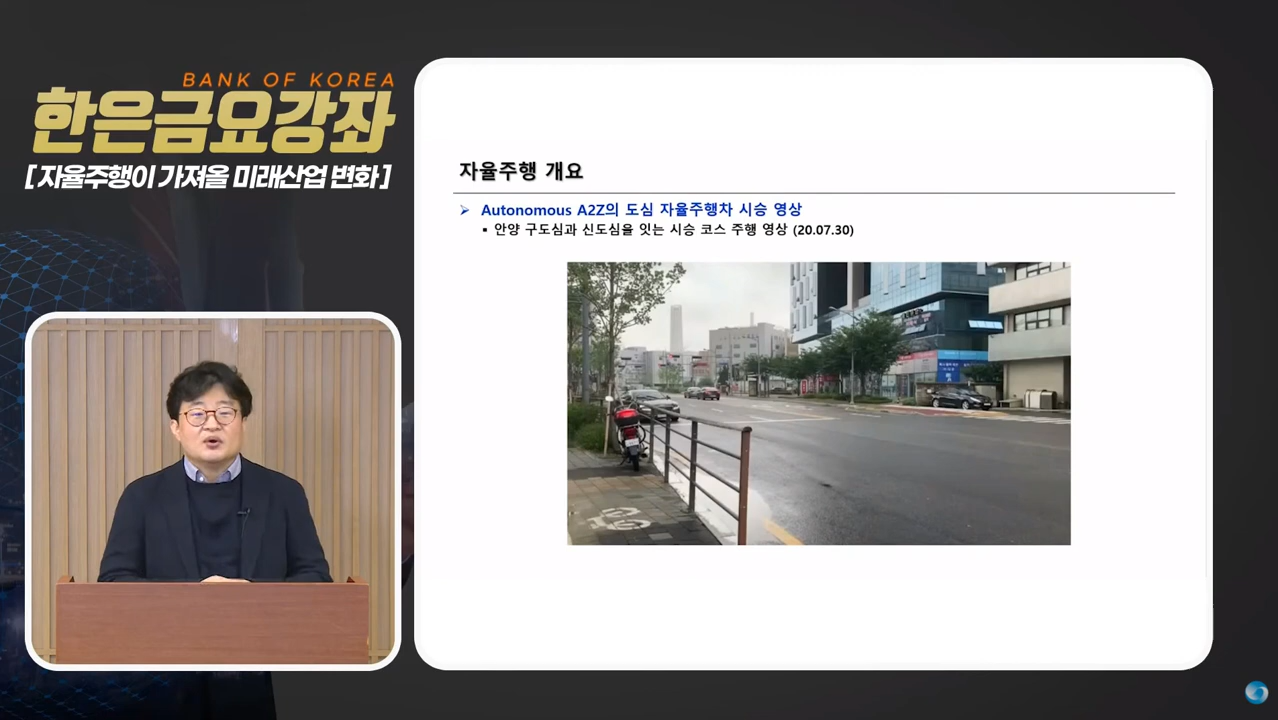 BANK OF KOREA
한은금요강좌
[ 자율주행이 가져올 미래산업 변화 ]
자율주행 개요
➢ Autonomous A2Z의 도심 자율주행차 시승 영상
▪ 안양 구도심과 신도심을 잇는 시승 코스 주행 영상 (20.07.30)